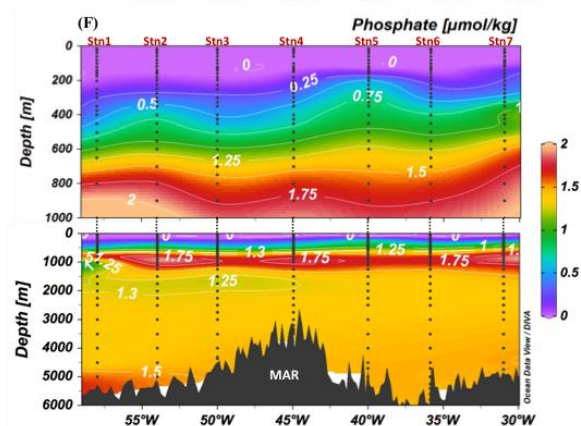 (F) Phosphate [µmol/kg]
Stn1 Stn2 Stn3 Stn4 Stn5 Stn6 Stn7
0
200
400
600
800
1000
Depth [m]
0 0
0.25
0.5 0.75
1.25 1.5
1.75
2
2
1.5
1
0.5
0
0
1000
2000
3000
4000
5000
6000
Depth [m]
0 0 0
1.3 1.25 1
1.25 1.75 1.75 1.75
1.25
1.3
1.5
MAR
Ocean Data View / DIVA
55°W 50°W 45°W 40°W 35°W 30°W